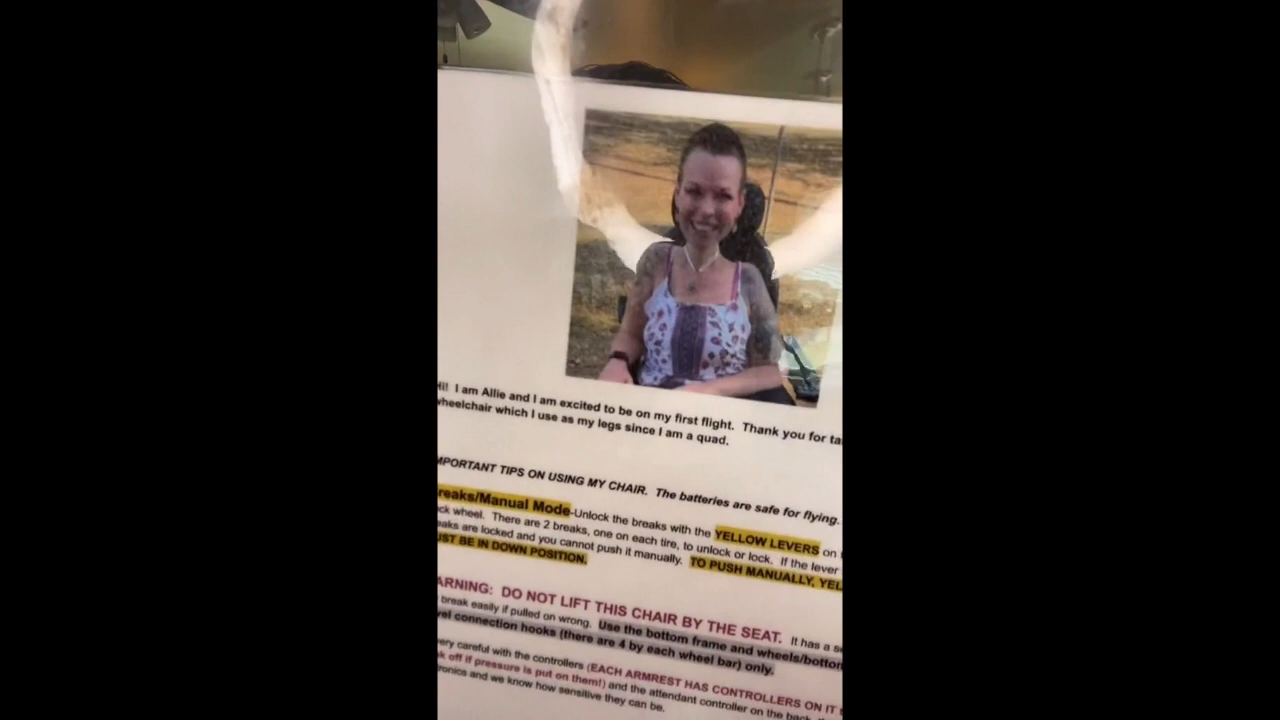 Hi! I am Allie and I am excited to be on my first flight. Thank you for ta
wheelchair which I use as my legs since I am a quad.
MPORTANT TIPS ON USING MY CHAIR. The batteries are safe for flying.
reaks/Manual Mode-Unlock the breaks with the YELLOW LEVERS on
ck wheel. There are 2 breaks, one on each tire, to unlock or lock. If the lever
eaks are locked and you cannot push it manually. TO PUSH MANUALLY, YEL
UST BE IN DOWN POSITION.
ARNING: DO NOT LIFT THIS CHAIR BY THE SEAT. It has a s
break easily if pulled on wrong. Use the bottom frame and wheels/bottom
vel connection hooks (there are 4 by each wheel bar) only.
very careful with the controllers (EACH ARMREST HAS CONTROLLERS ON IT
k off if pressure is put on them!) and the attendant controller on the back
tronics and we know how sensitive they can be.